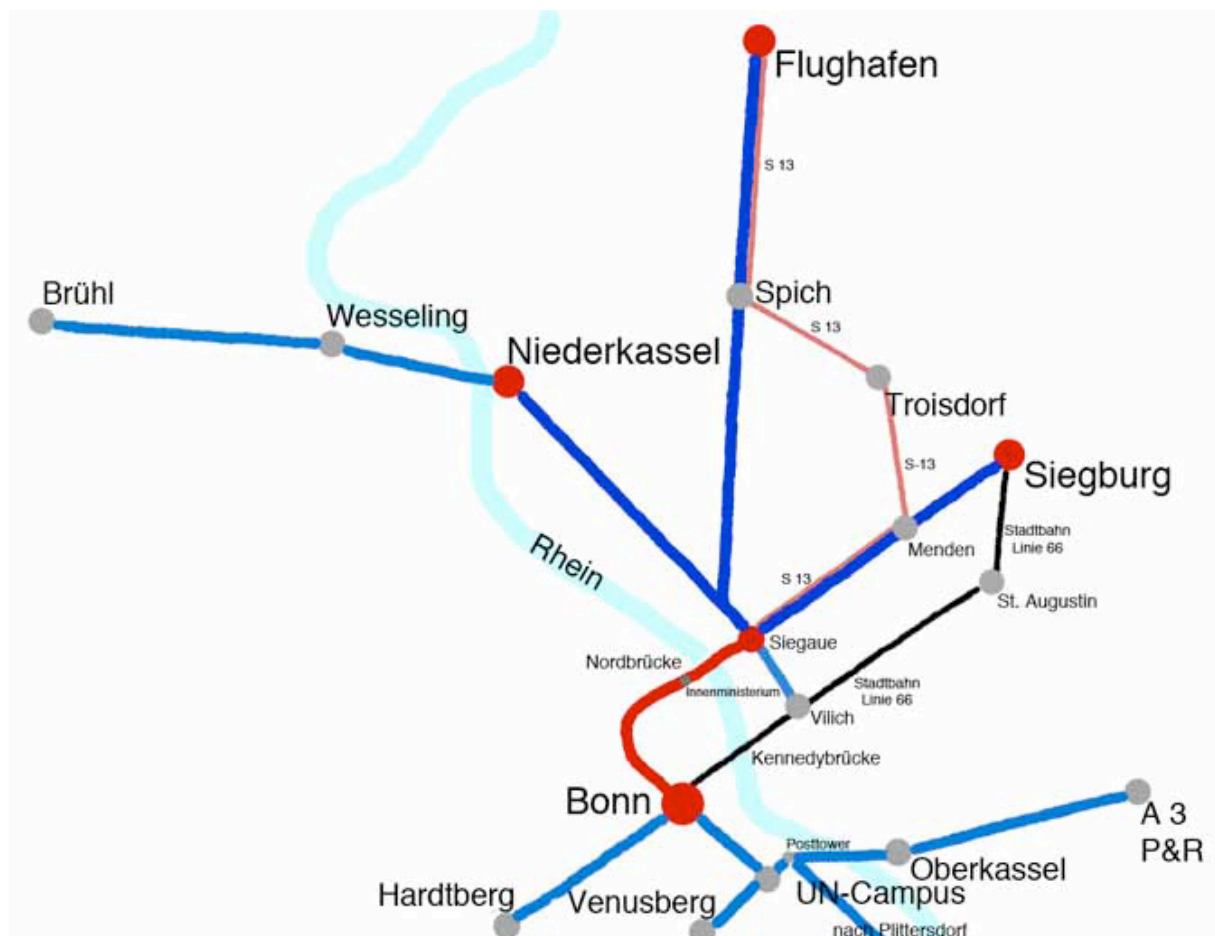 Flughafen
S 13
Brühl
Spich
Wesseling
S 13
Niederkassel
Troisdorf
S-13
Siegburg
Stadtbahn
Linie 66
Menden
Rhein
S 13
St. Augustin
Siegaue
Nordbrücke
Innenministerium
Stadtbahn
Linie 66
Vilich
Kennedybrücke
Bonn
A 3
P&R
Posttower
Oberkassel
Hardtberg
Venusberg
UN-Campus
nach Plittersdorf